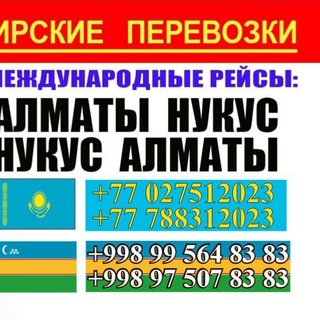 ИРСКИЕ ПЕРЕВОЗКИ
МЕЖДУНАРОДНЫЕ РЕЙСЫ:
АЛМАТЫ НУКУС
НУКУС АЛМАТЫ
+77 027512023
+77 788312023
+998 99 564 83 83
+998 97 507 83 83